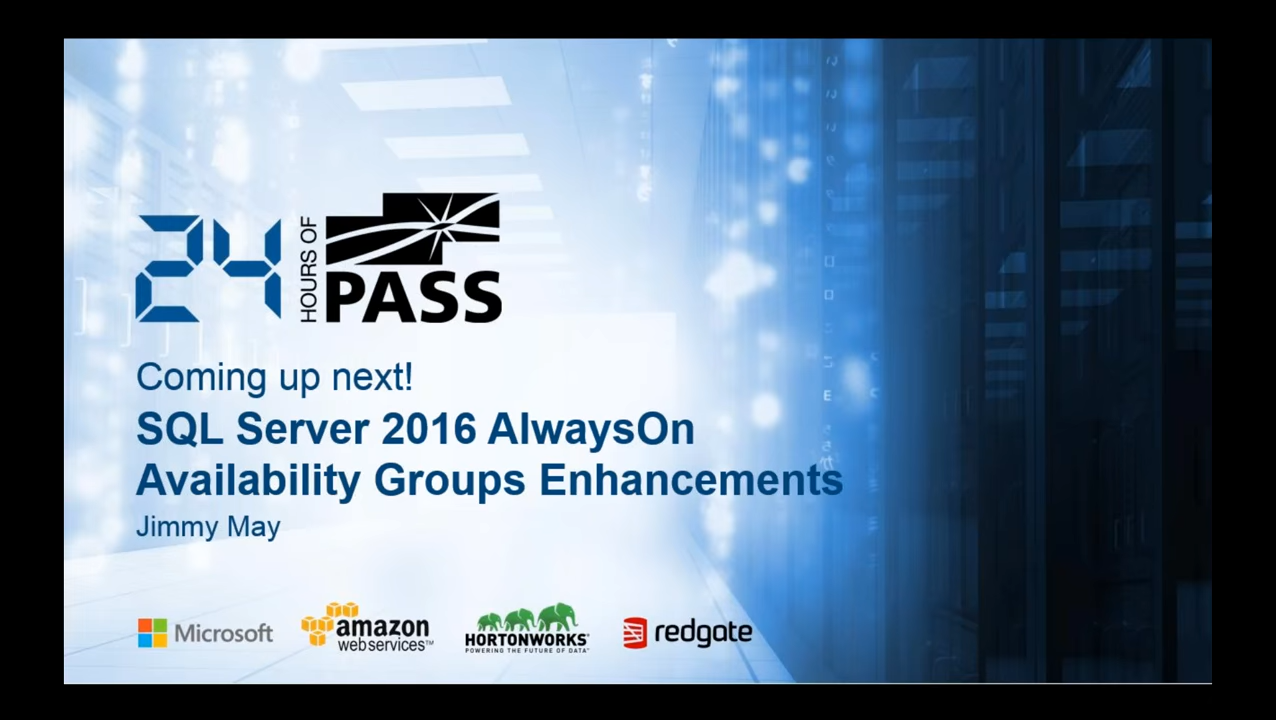 24
HOURS OF
PASS
Coming up next!
SQL Server 2016 AlwaysOn
Availability Groups Enhancements
Jimmy May
Microsoft
amazon
webservices™
HORTONWORKS®
POWERING THE FUTURE OF DATA™
redgate